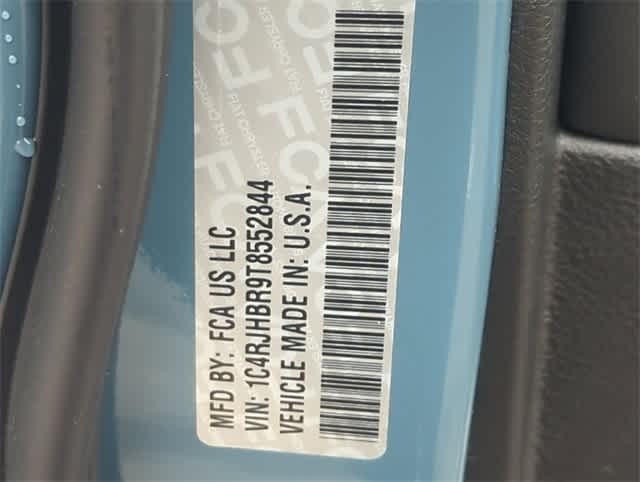 MFD BY: FCA US LLC
VIN: 1C4RJHBR9T8552844
VEHICLE MADE IN: U.S.A.